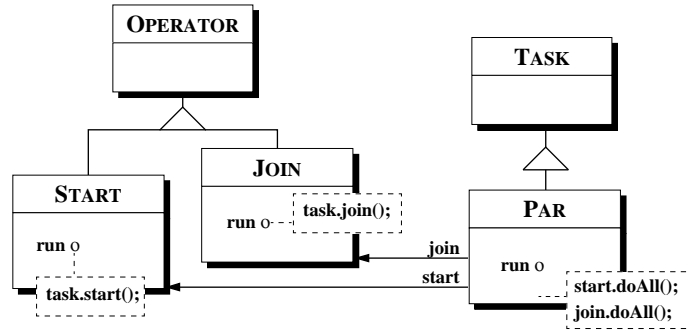 OPERATOR
TASK
JOIN
START
task.join();
PAR
run o
run o
join
run o
start
start.doAll();
task.start();
join.doAll();